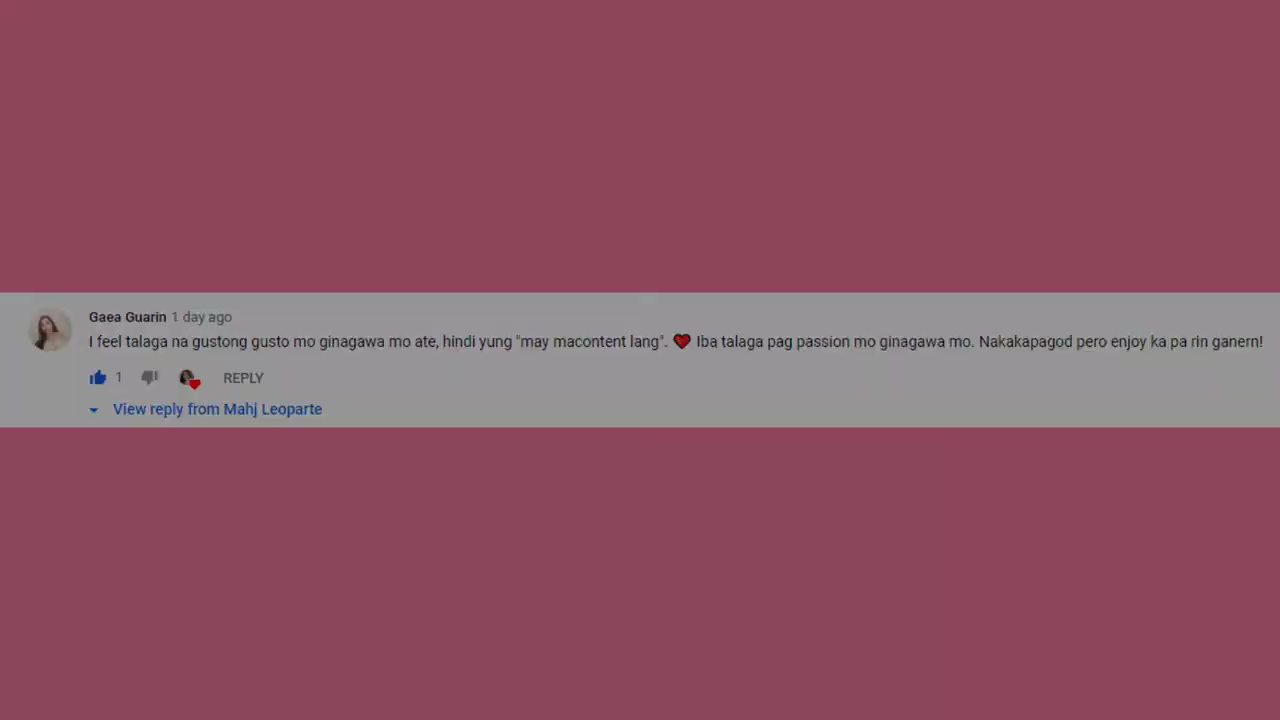 Gaea Guarin 1 day ago
I feel talaga na gustong gusto mo ginagawa mo ate, hindi yung "may macontent lang". ❤ Iba talaga pag passion mo ginagawa mo. Nakakapagod pero enjoy ka pa rin ganern!
1 REPLY
View reply from Mahj Leoparte